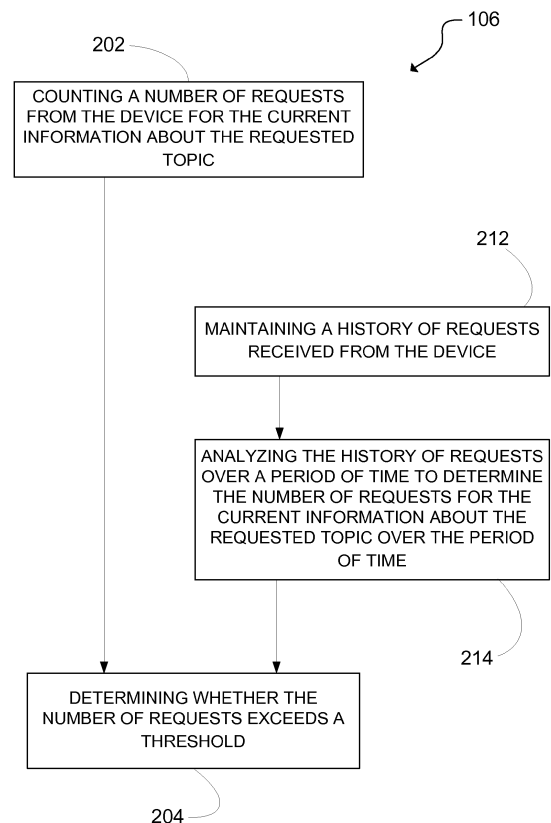 106
202
COUNTING A NUMBER OF REQUESTS
FROM THE DEVICE FOR THE CURRENT
INFORMATION ABOUT THE REQUESTED
TOPIC
212
MAINTAINING A HISTORY OF REQUESTS
RECEIVED FROM THE DEVICE
ANALYZING THE HISTORY OF REQUESTS
OVER A PERIOD OF TIME TO DETERMINE
THE NUMBER OF REQUESTS FOR THE
CURRENT INFORMATION ABOUT THE
REQUESTED TOPIC OVER THE PERIOD
OF TIME
214
DETERMINING WHETHER THE
NUMBER OF REQUESTS EXCEEDS A
THRESHOLD
204